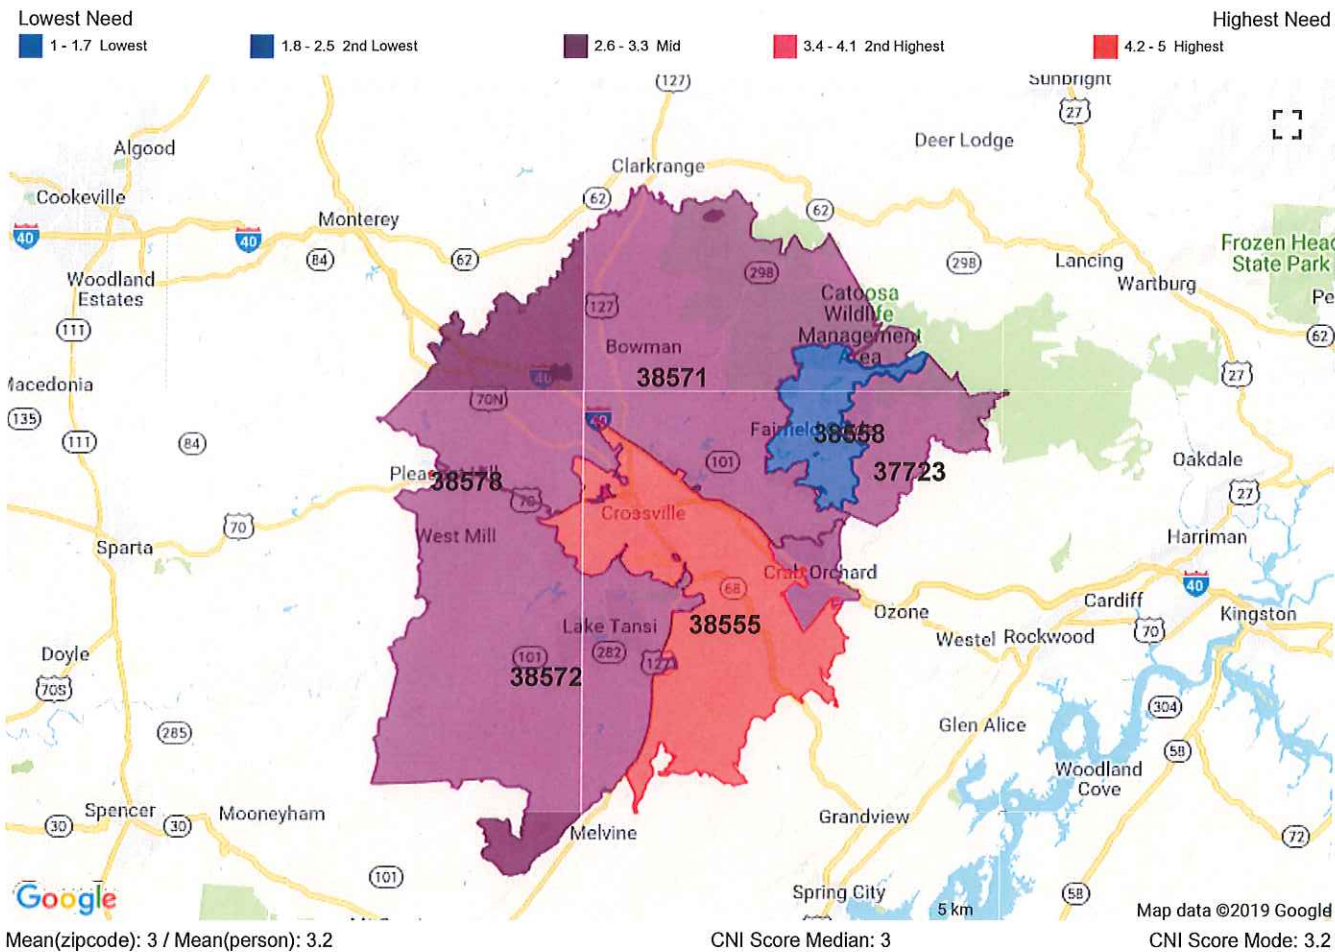 Lowest Need
Highest Need
1 - 1.7 Lowest
1.8 - 2.5 2nd Lowest
2.6 - 3.3 Mid
3.4 - 4.1 2nd Highest
4.2 - 5 Highest
127
Sunbright
27
Algood
Deer Lodge
Clarkrange
Cookeville
62
Monterey
62
40
40
84
62
298
298
Frozen Head
State Park
Lancing
Wartburg
Woodland
Estates
Catoosa
Wildlife
Management
Area
Pe
127
111
62
Bowman
38571
40
27
Macedonia
70N
135
40
111
84
38558
101
37723
Oakdale
38578
70
27
Crossville
70
West Mill
Sparta
Harriman
Crab Orchard
40
68
Cardiff
Ozone
Kingston
Lake Tansi
38555
70
Westel
Rockwood
Doyle
101
282
127
38572
70S
304
285
Glen Alice
58
Woodland
Cove
Spencer
Mooneyham
Grandview
30
30
Melvine
72
101
Spring City
58
Google
5 km
Map data ©2019 Google
Mean(zipcode): 3 / Mean(person): 3.2
CNI Score Median: 3
CNI Score Mode: 3.2